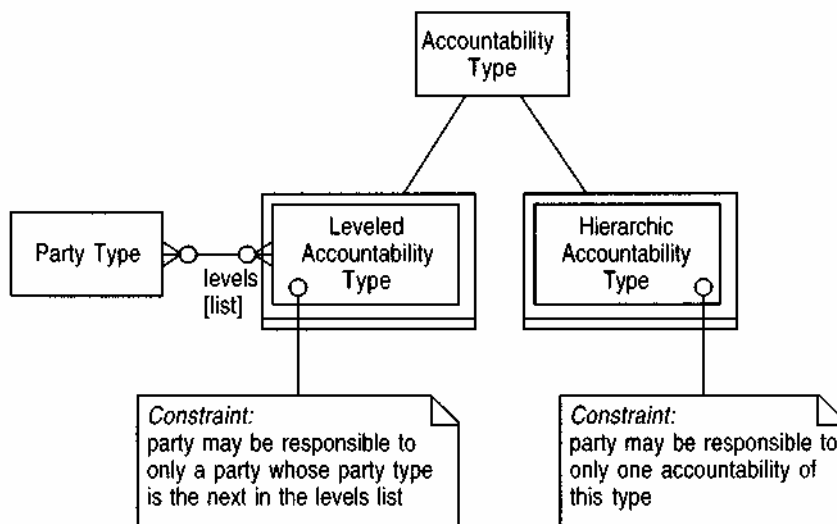 Accountability
Type
Party Type
levels
[list]
Leveled
Accountability
Type
Hierarchic
Accountability
Type
Constraint:
party may be responsible to
only a party whose party type
is the next in the levels list
Constraint:
party may be responsible to
only one accountability of
this type